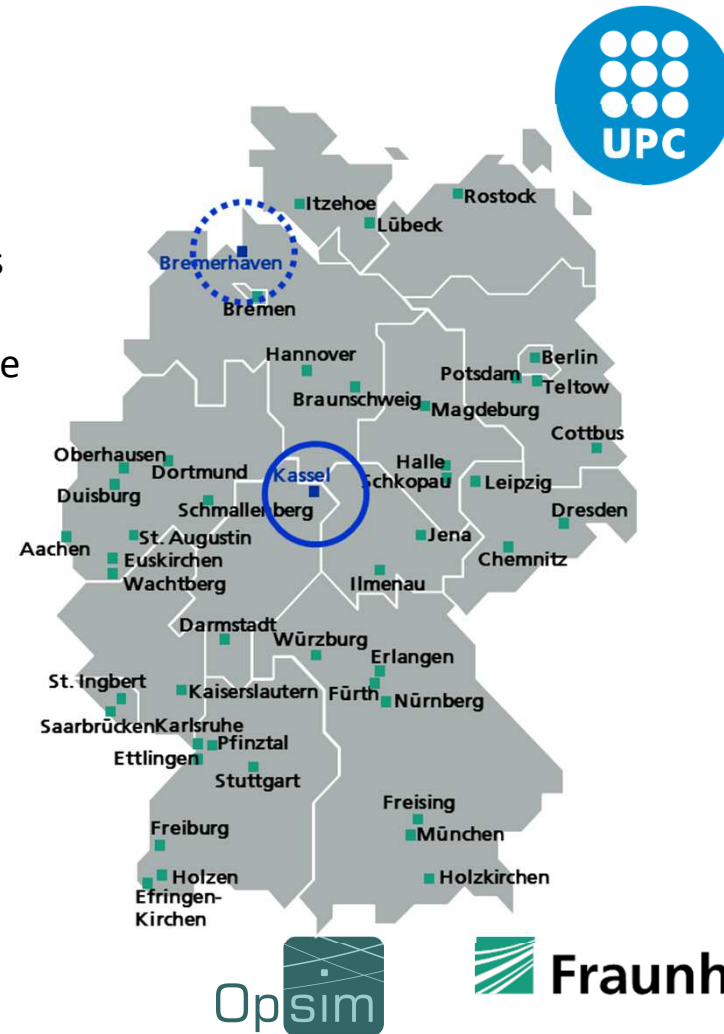 UPC
Itzehoe
Rostock
Lübeck
s
Bremerhaven
Bremen
e
Hannover
Berlin
Potsdam
Teltow
Braunschweig
Magdeburg
Cottbus
Oberhausen
Dortmund
Kassel
Halle
Schkopau
Leipzig
Duisburg
Schmallenberg
Dresden
Aachen
St. Augustin
Jena
Euskirchen
Chemnitz
Wachtberg
Ilmenau
Darmstadt
Würzburg
Erlangen
St. Ingbert
Kaiserslautern
Fürth
Nürnberg
Saarbrücken
Karlsruhe
Pfinztal
Ettlingen
Stuttgart
Freising
Freiburg
München
Holzen
Holzkirchen
Efringen-
Kirchen
Opsim
Fraunh